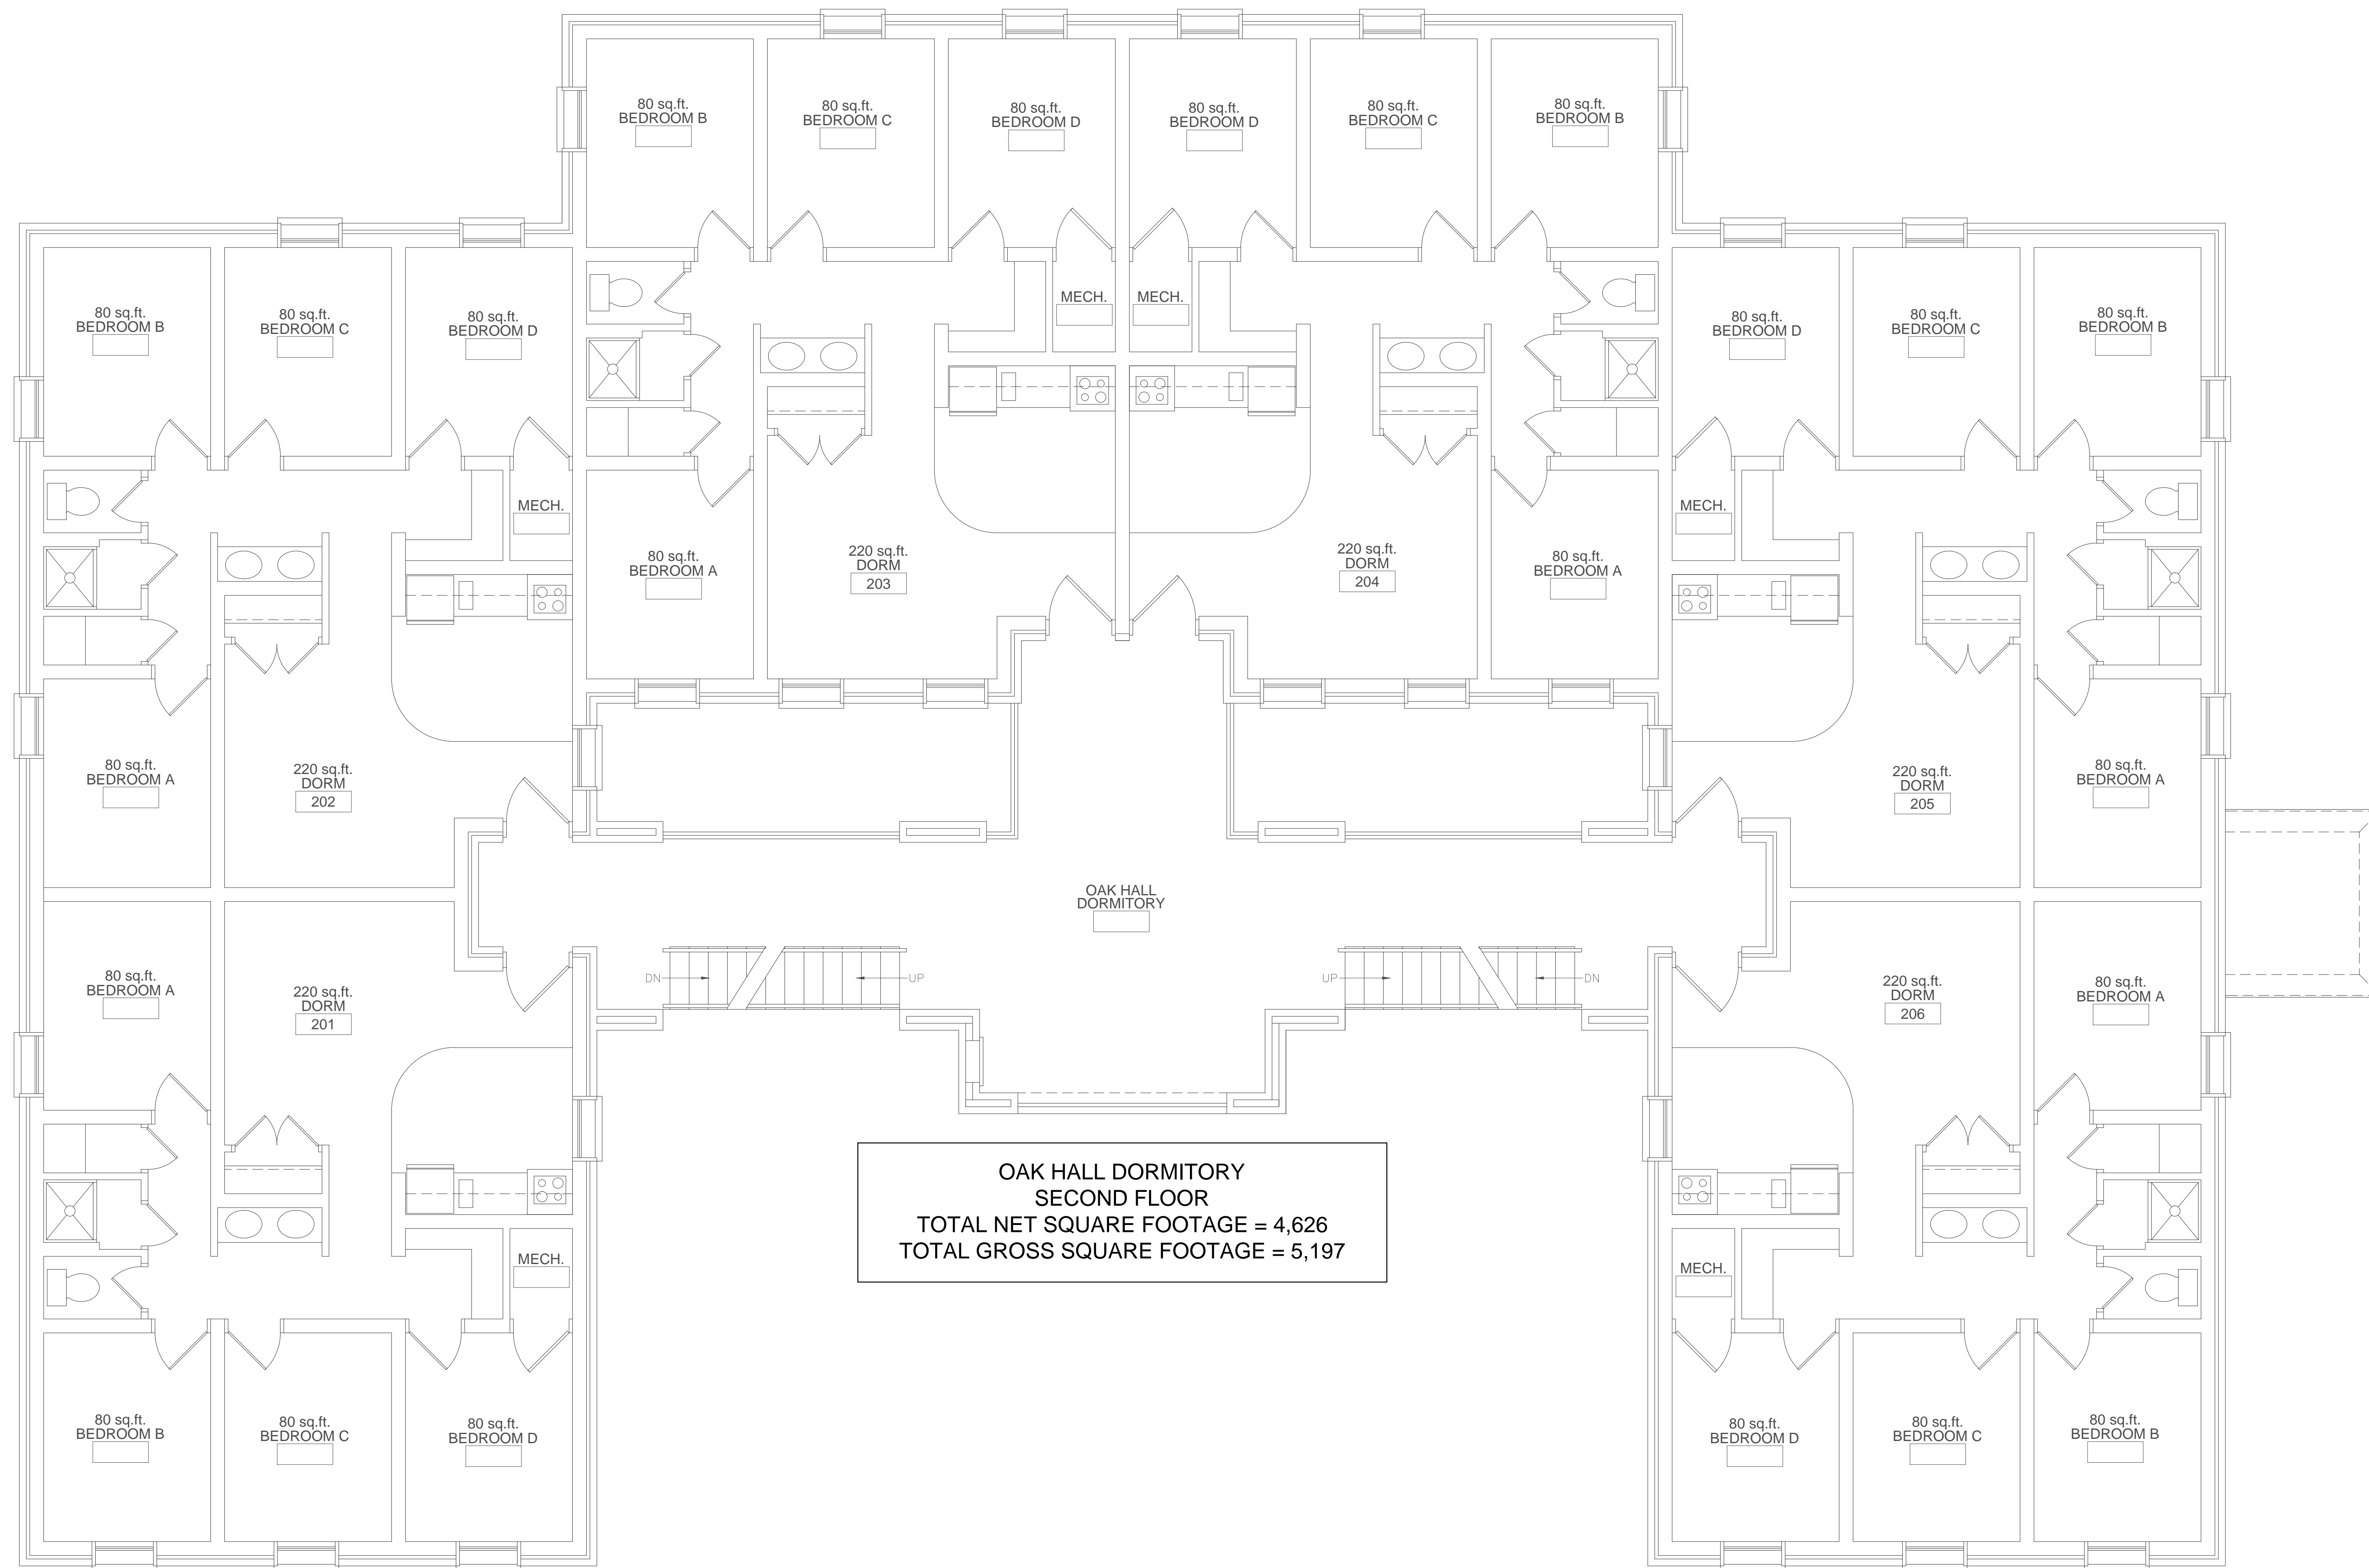 80 sq.ft.
BEDROOM B
80 sq.ft.
BEDROOM C
80 sq.ft.
BEDROOM D
80 sq.ft.
BEDROOM D
80 sq.ft.
BEDROOM C
80 sq.ft.
BEDROOM B
MECH.
MECH.
80 sq.ft.
BEDROOM B
80 sq.ft.
BEDROOM C
80 sq.ft.
BEDROOM D
80 sq.ft.
BEDROOM D
80 sq.ft.
BEDROOM C
80 sq.ft.
BEDROOM B
MECH.
MECH.
80 sq.ft.
BEDROOM A
220 sq.ft.
DORM
203
220 sq.ft.
DORM
204
80 sq.ft.
BEDROOM A
80 sq.ft.
BEDROOM A
220 sq.ft.
DORM
202
220 sq.ft.
DORM
205
80 sq.ft.
BEDROOM A
OAK HALL
DORMITORY
DN
UP
UP
DN
80 sq.ft.
BEDROOM A
220 sq.ft.
DORM
201
220 sq.ft.
DORM
206
80 sq.ft.
BEDROOM A
OAK HALL DORMITORY
SECOND FLOOR
TOTAL NET SQUARE FOOTAGE = 4,626
TOTAL GROSS SQUARE FOOTAGE = 5,197
MECH.
MECH.
80 sq.ft.
BEDROOM B
80 sq.ft.
BEDROOM C
80 sq.ft.
BEDROOM D
80 sq.ft.
BEDROOM D
80 sq.ft.
BEDROOM C
80 sq.ft.
BEDROOM B